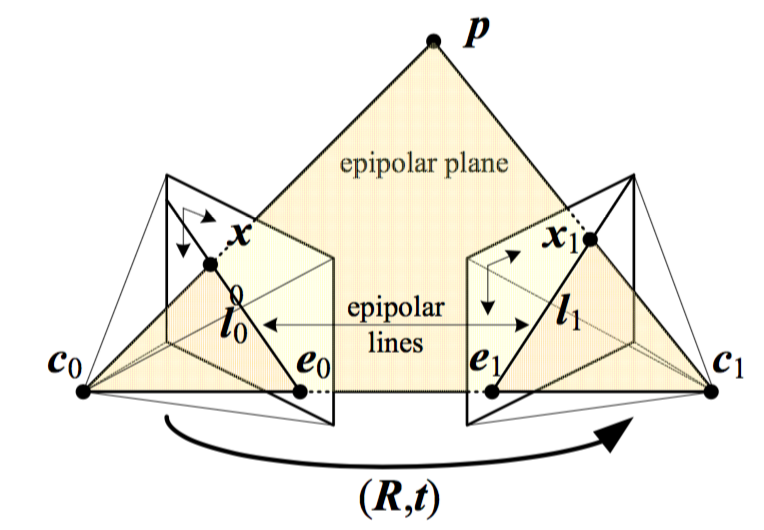 p
epipolar plane
x
x1
0
l0
epipolar
lines
l1
c0
e0
e1
c1
(R,t)